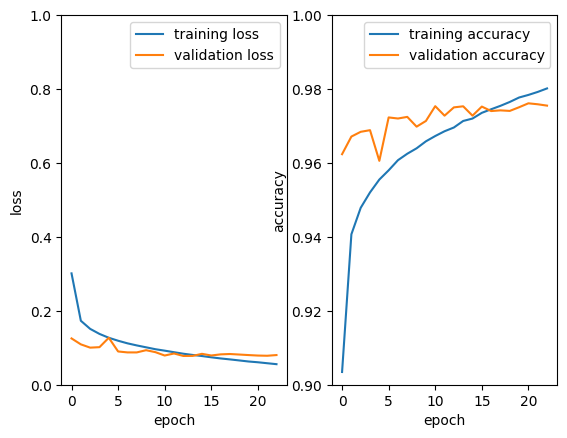 training loss
validation loss
loss
1.0
0.8
0.6
0.4
0.2
0.0
0
5
10
15
20
epoch
training accuracy
validation accuracy
accuracy
1.00
0.98
0.96
0.94
0.92
0.90
0
5
10
15
20
epoch